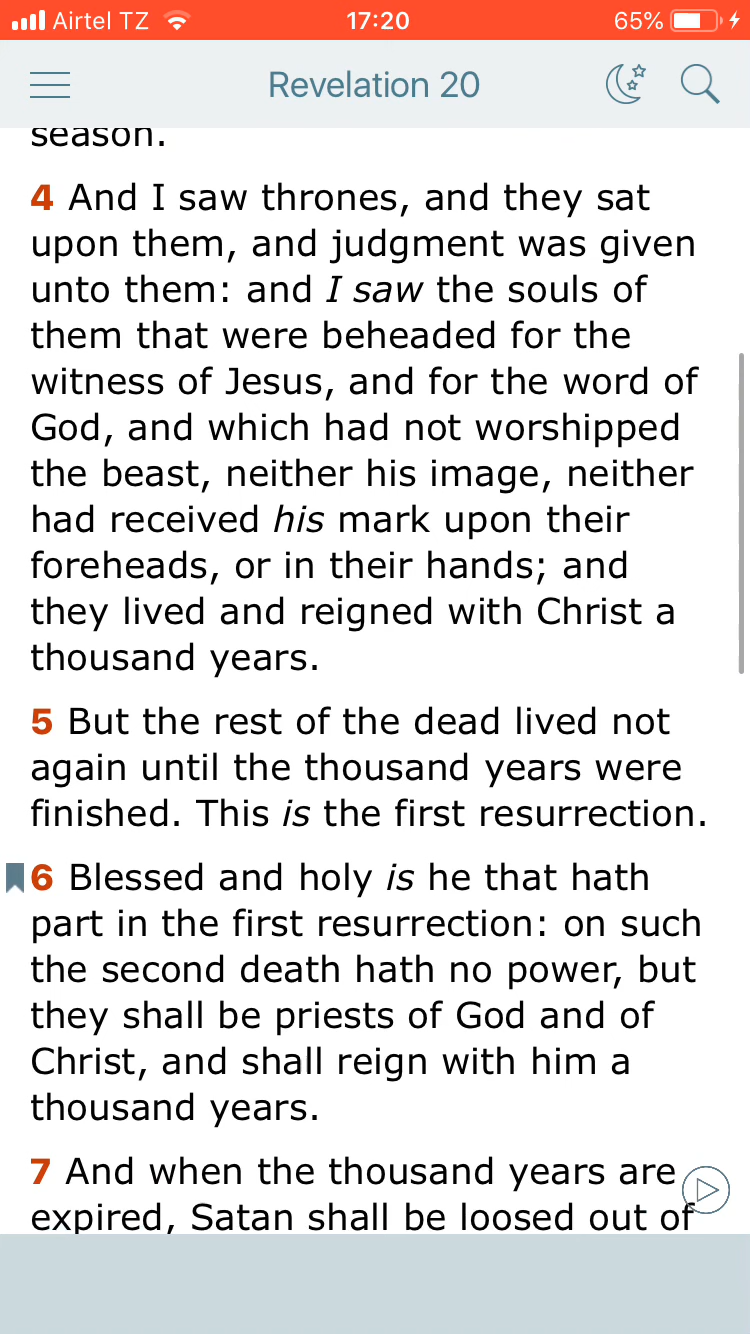 Airtel TZ 17:20 65%
Revelation 20
season.
4 And I saw thrones, and they sat
upon them, and judgment was given
unto them: and I saw the souls of
them that were beheaded for the
witness of Jesus, and for the word of
God, and which had not worshipped
the beast, neither his image, neither
had received his mark upon their
foreheads, or in their hands; and
they lived and reigned with Christ a
thousand years.
5 But the rest of the dead lived not
again until the thousand years were
finished. This is the first resurrection.
6 Blessed and holy is he that hath
part in the first resurrection: on such
the second death hath no power, but
they shall be priests of God and of
Christ, and shall reign with him a
thousand years.
7 And when the thousand years are
expired, Satan shall be loosed out of